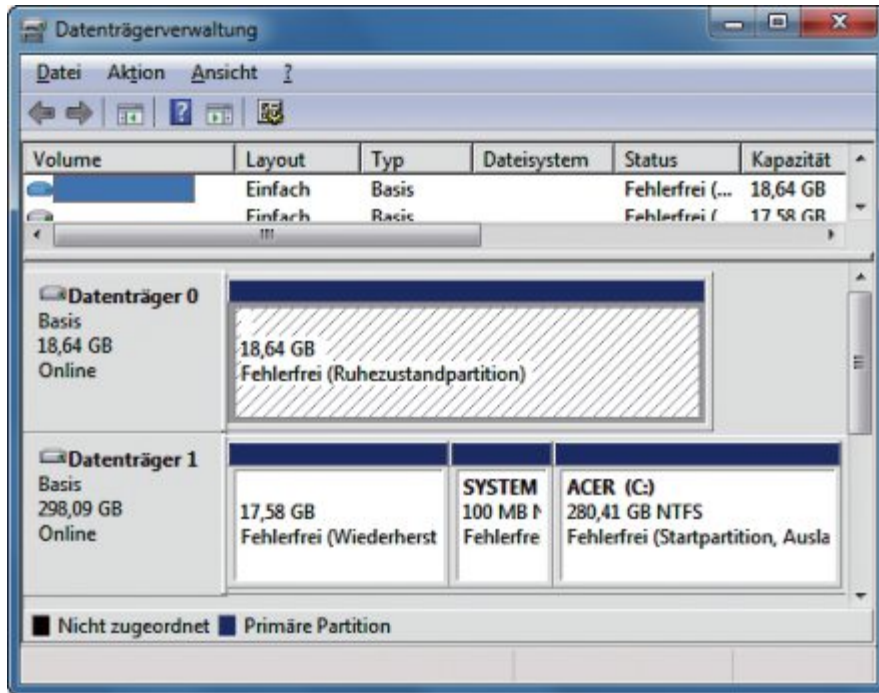 Datenträgerverwaltung
Datei Aktion Ansicht ?
Volume Layout Typ Dateisystem Status Kapazität
Einfach Basis Fehlerfrei (... 18,64 GB
Einfach Basis Fehlerfrei ( 17,58 GB
Datenträger 0
Basis
18,64 GB
Online
18,64 GB
Fehlerfrei (Ruhezustandpartition)
Datenträger 1
Basis
298,09 GB
Online
17,58 GB
Fehlerfrei (Wiederherst
SYSTEM
100 MB N
Fehlerfre
ACER (C:)
280,41 GB NTFS
Fehlerfrei (Startpartition, Ausla
Nicht zugeordnet Primäre Partition